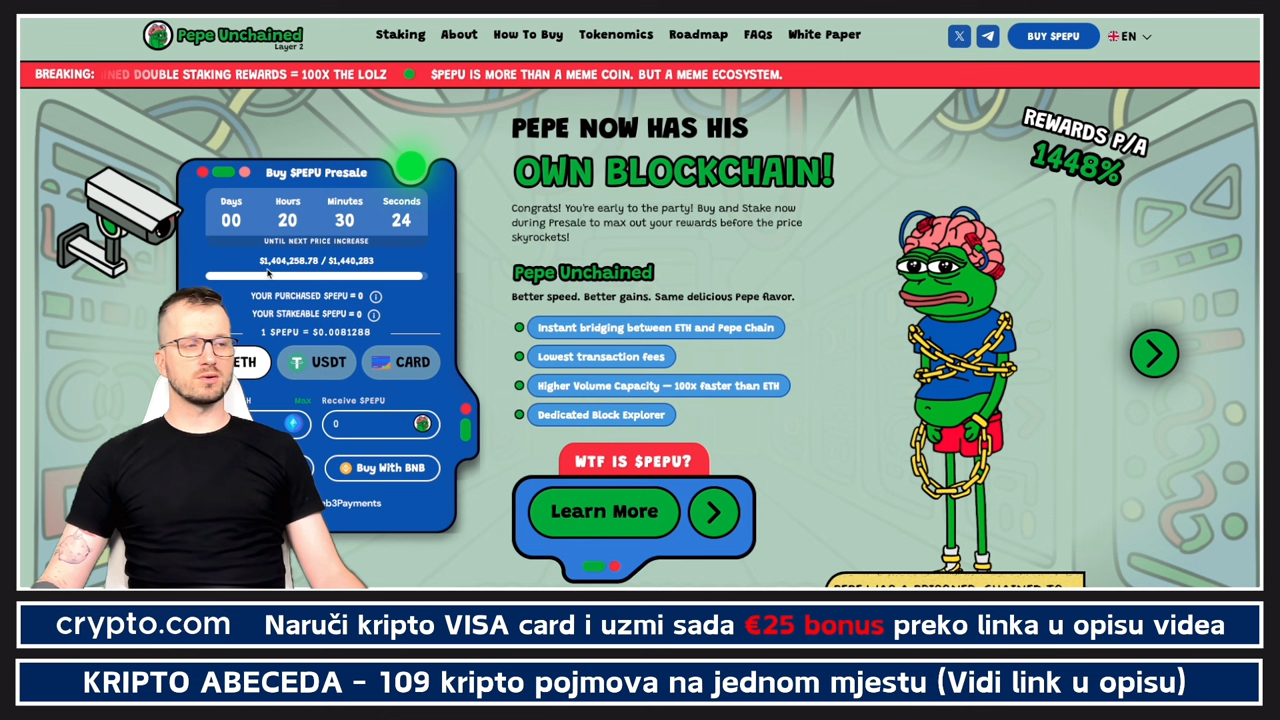 Pepe Unchained
Layer 2
Staking About How To Buy Tokenomics Roadmap FAQs White Paper
BUY $PEPU
EN
BREAKING: DOUBLE STAKING REWARDS = 100X THE LOLZ $PEPU IS MORE THAN A MEME COIN. BUT A MEME ECOSYSTEM.
Buy $PEPU Presale
Days Hours Minutes Seconds
00 20 30 24
UNTIL NEXT PRICE INCREASE
$1,404,258.78 / $1,440,283
YOUR PURCHASED $PEPU = 0
YOUR STAKEABLE $PEPU = 0
1 $PEPU = $0.0081288
ETH USDT CARD
Max Receive $PEPU
0
Buy With BNB
PEPE NOW HAS HIS
OWN BLOCKCHAIN!
Congrats! You're early to the party! Buy and Stake now
during Presale to max out your rewards before the price
skyrockets!
Pepe Unchained
Better speed. Better gains. Same delicious Pepe flavor.
Instant bridging between ETH and Pepe Chain
Lowest transaction fees
Higher Volume Capacity — 100x faster than ETH
Dedicated Block Explorer
WTF IS $PEPU?
Learn More
REWARDS P/A
1448%
crypto.com Naruči kripto VISA card i uzmi sada €25 bonus preko linka u opisu videa
KRIPTO ABECEDA - 109 kripto pojmova na jednom mjestu (Vidi link u opisu)